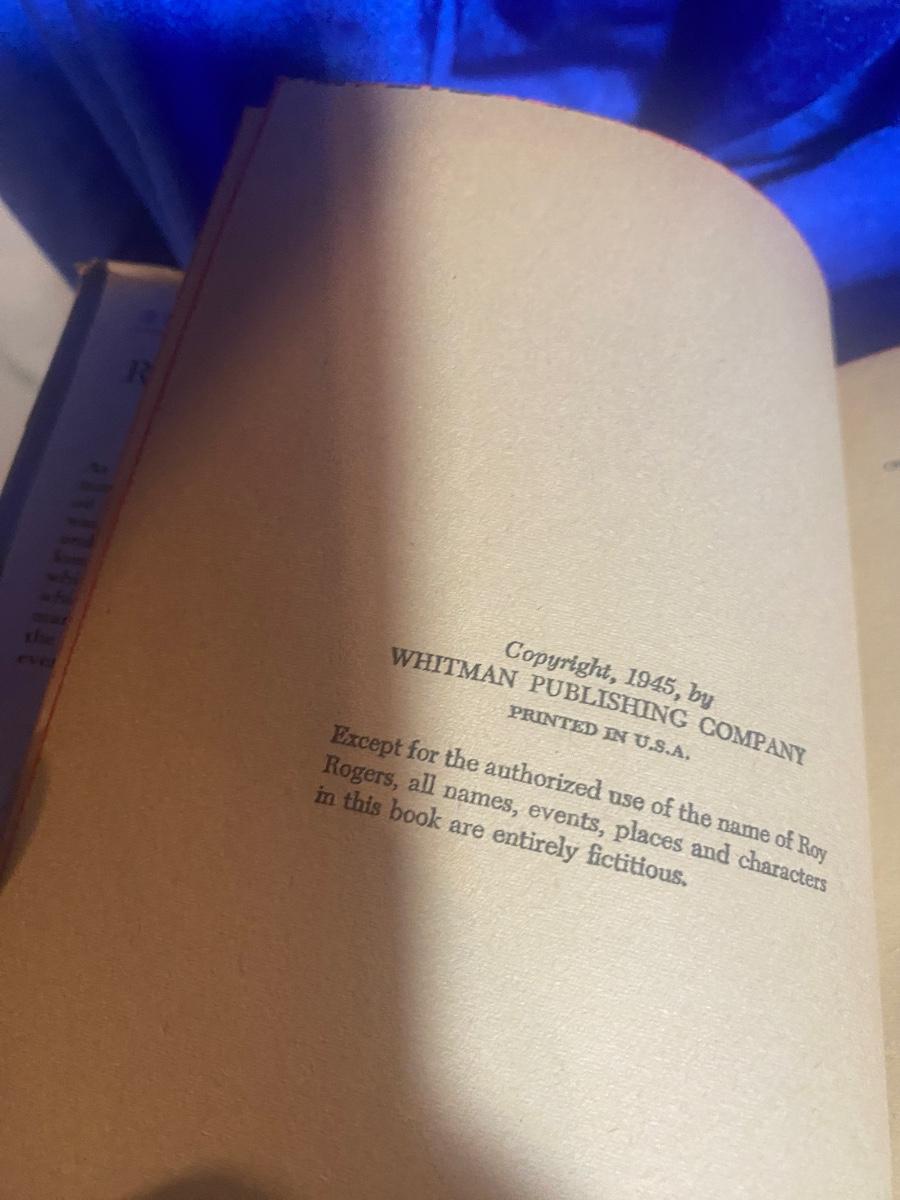 R
the
Copyright, 1945, by
WHITMAN PUBLISHING COMPANY
PRINTED IN U.S.A.
Except for the authorized use of the name of Roy
Rogers, all names, events, places and characters
in this book are entirely fictitious.